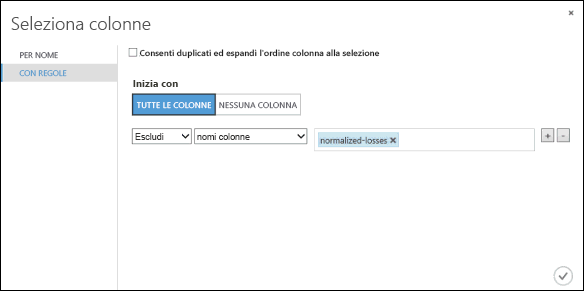 Seleziona colonne
PER NOME
CON REGOLE
Consenti duplicati ed espandi l'ordine colonna alla selezione
Inizia con
TUTTE LE COLONNE NESSUNA COLONNA
Escludi nomi colonne normalized-losses × + -